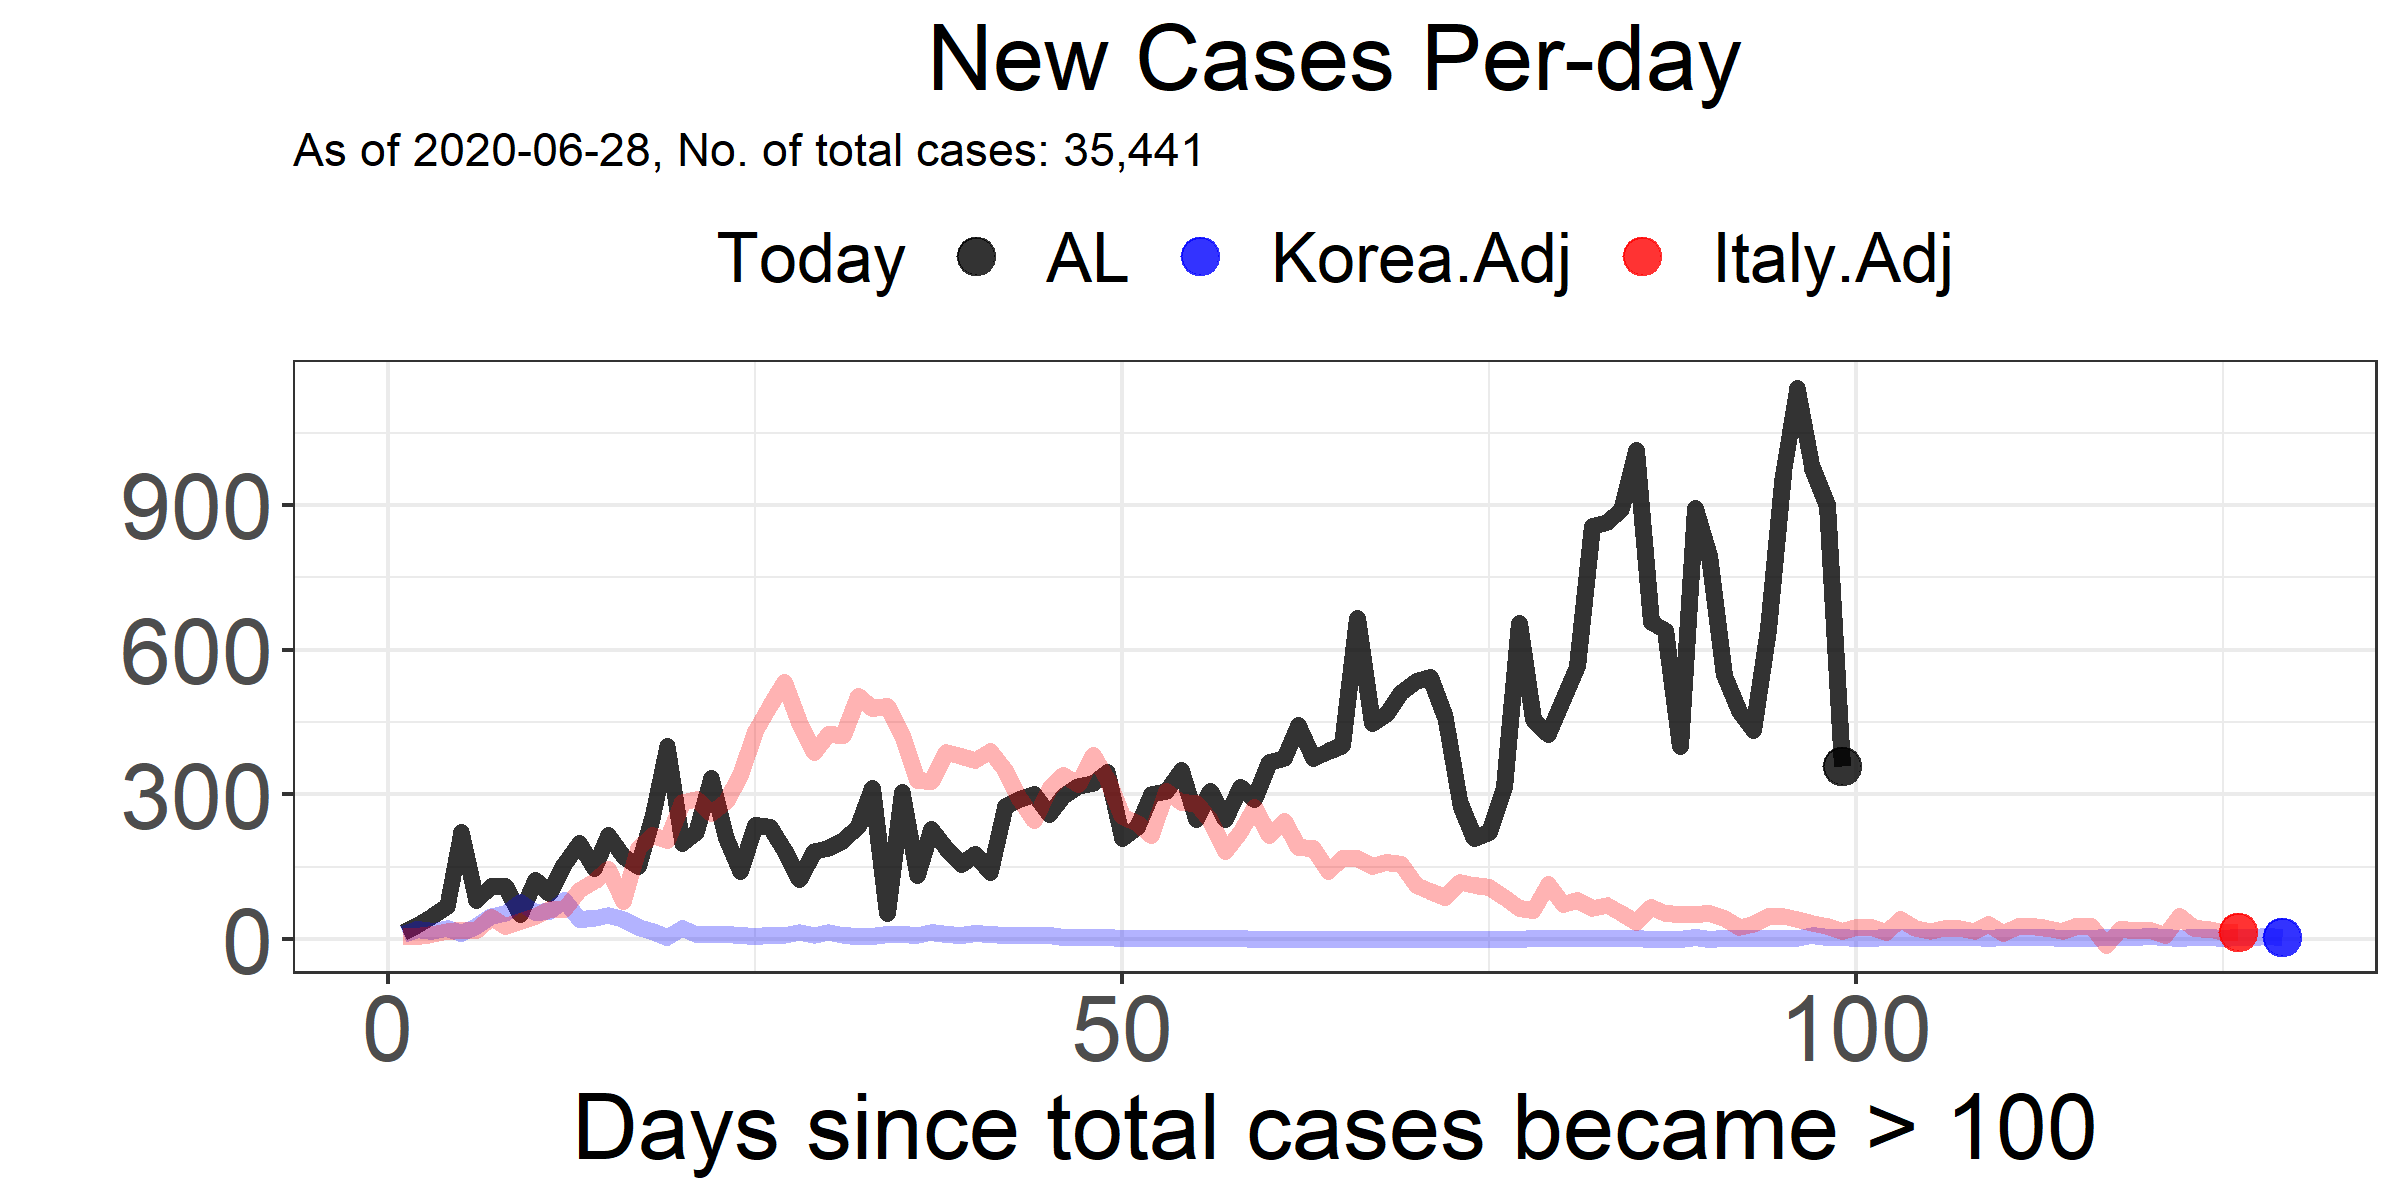 New Cases Per-day
As of 2020-06-28, No. of total cases: 35,441
Today AL Korea.Adj Italy.Adj
900
600
300
0
0 50 100
Days since total cases became > 100